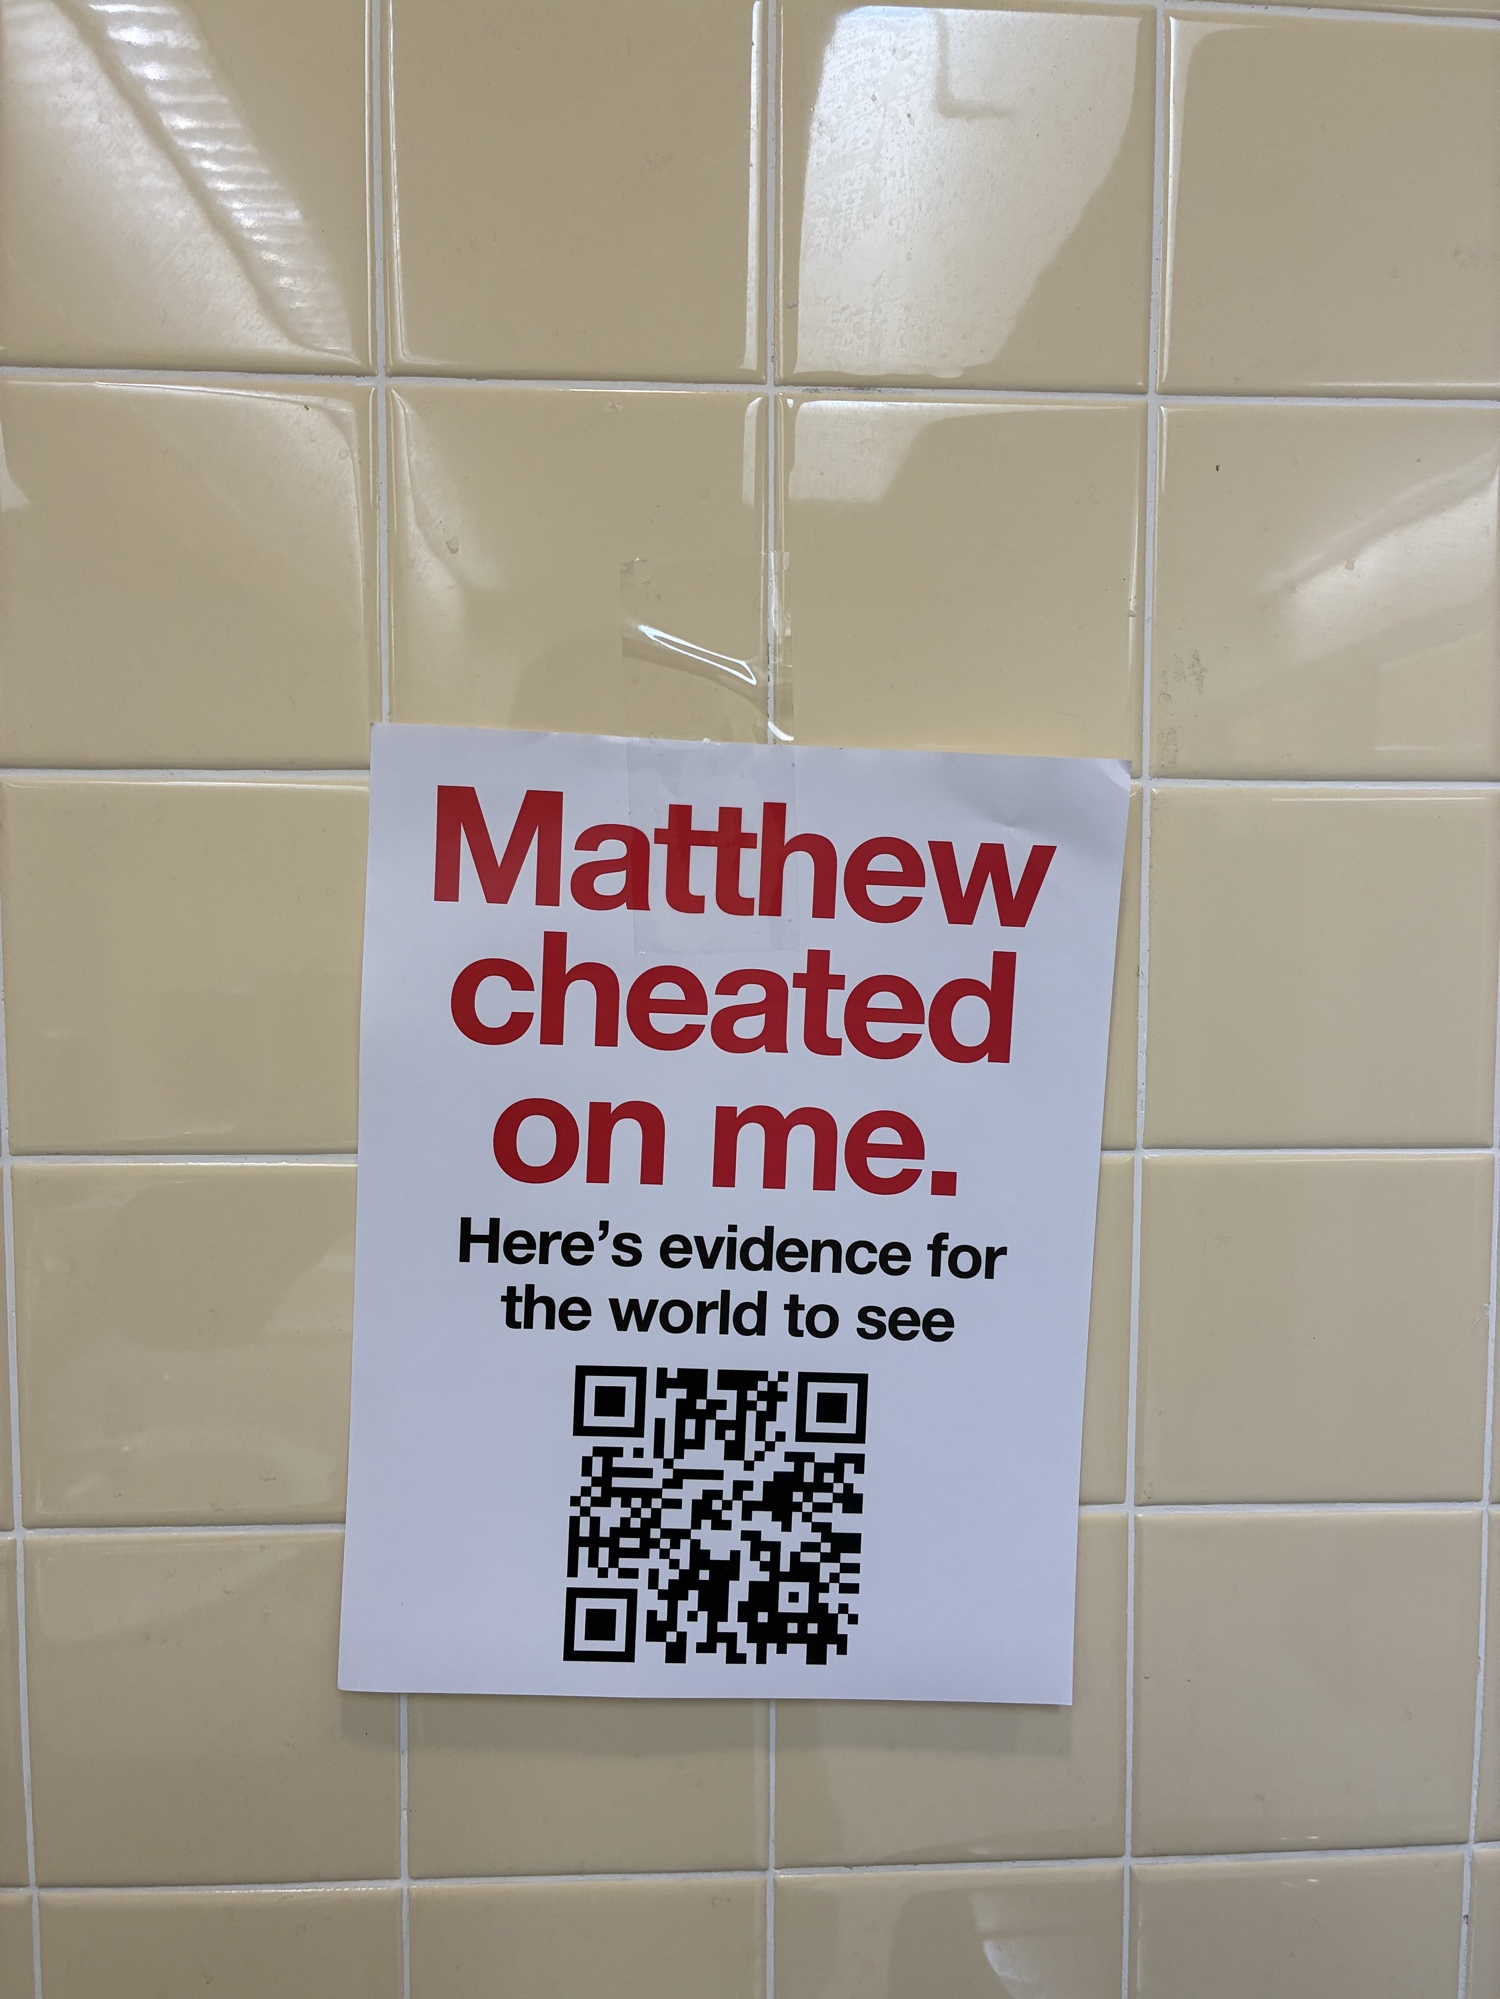 Matthew
cheated
on me.
Here’s evidence for
the world to see